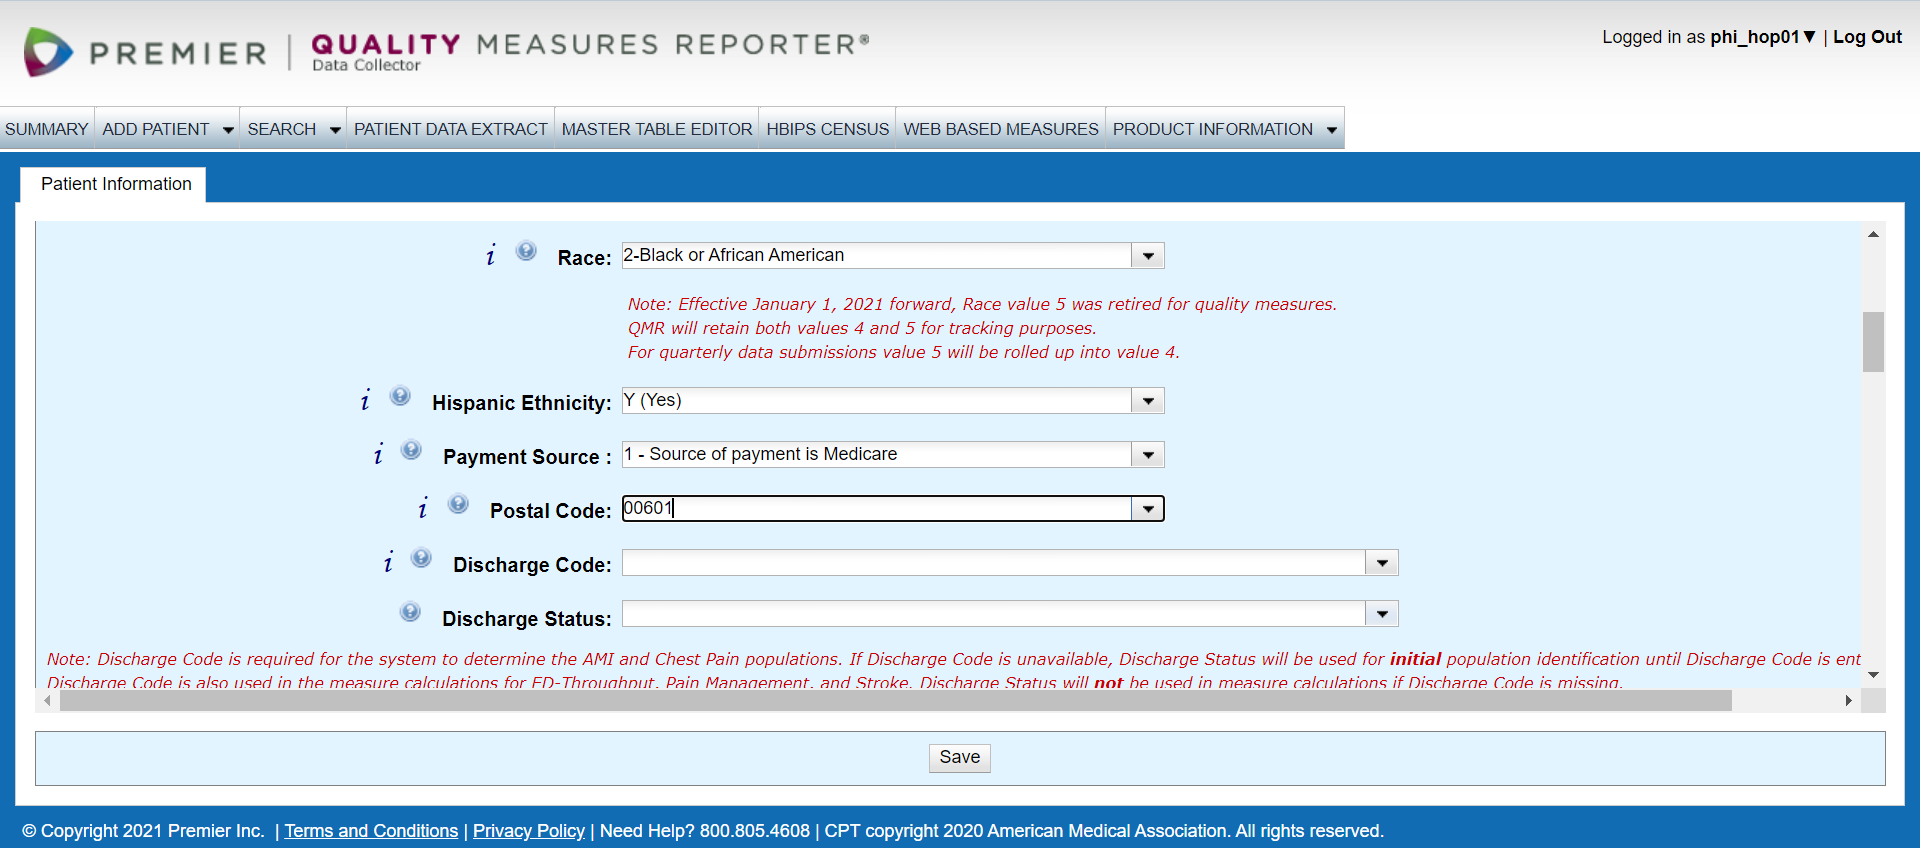 PREMIER | QUALITY MEASURES REPORTER®
Data Collector
Logged in as phi_hop01▼ | Log Out
SUMMARY ADD PATIENT SEARCH PATIENT DATA EXTRACT MASTER TABLE EDITOR HBIPS CENSUS WEB BASED MEASURES PRODUCT INFORMATION
Patient Information
i ? Race: 2-Black or African American
Note: Effective January 1, 2021 forward, Race value 5 was retired for quality measures.
QMR will retain both values 4 and 5 for tracking purposes.
For quarterly data submissions value 5 will be rolled up into value 4.
i ? Hispanic Ethnicity: Y (Yes)
i ? Payment Source : 1 - Source of payment is Medicare
i ? Postal Code: 00601
i ? Discharge Code:
? Discharge Status:
Note: Discharge Code is required for the system to determine the AMI and Chest Pain populations. If Discharge Code is unavailable, Discharge Status will be used for initial population identification until Discharge Code is ent
Discharge Code is also used in the measure calculations for ED-Throughput, Pain Management, and Stroke. Discharge Status will not be used in measure calculations if Discharge Code is missing.
Save
© Copyright 2021 Premier Inc. | Terms and Conditions | Privacy Policy | Need Help? 800.805.4608 | CPT copyright 2020 American Medical Association. All rights reserved.